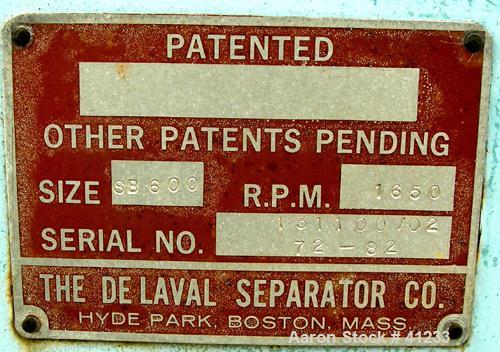 PATENTED
OTHER PATENTS PENDING
SIZE SB600 R.P.M. 1650
131100/02
SERIAL NO. 72-82
THE DE LAVAL SEPARATOR CO.
HYDE PARK, BOSTON, MASS.
Aaron Stock # 41233